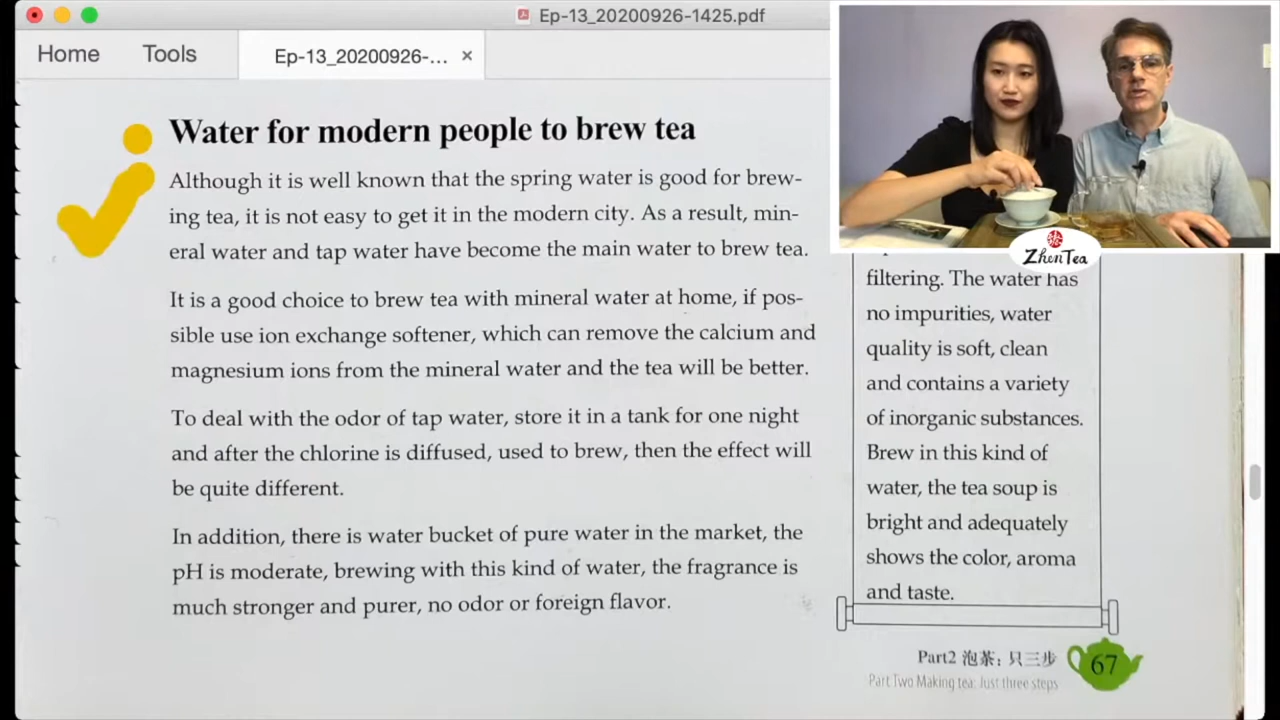 Ep-13_20200926-1425.pdf
Home
Tools
Ep-13_20200926-... ×
Water for modern people to brew tea
Although it is well known that the spring water is good for brew-
ing tea, it is not easy to get it in the modern city. As a result, min-
eral water and tap water have become the main water to brew tea.
It is a good choice to brew tea with mineral water at home, if pos-
sible use ion exchange softener, which can remove the calcium and
magnesium ions from the mineral water and the tea will be better.
To deal with the odor of tap water, store it in a tank for one night
and after the chlorine is diffused, used to brew, then the effect will
be quite different.
In addition, there is water bucket of pure water in the market, the
pH is moderate, brewing with this kind of water, the fragrance is
much stronger and purer, no odor or foreign flavor.
ZhenTea
filtering. The water has
no impurities, water
quality is soft, clean
and contains a variety
of inorganic substances.
Brew in this kind of
water, the tea soup is
bright and adequately
shows the color, aroma
and taste.
Part2 泡茶：只三步
67
Part Two Making tea: Just three steps